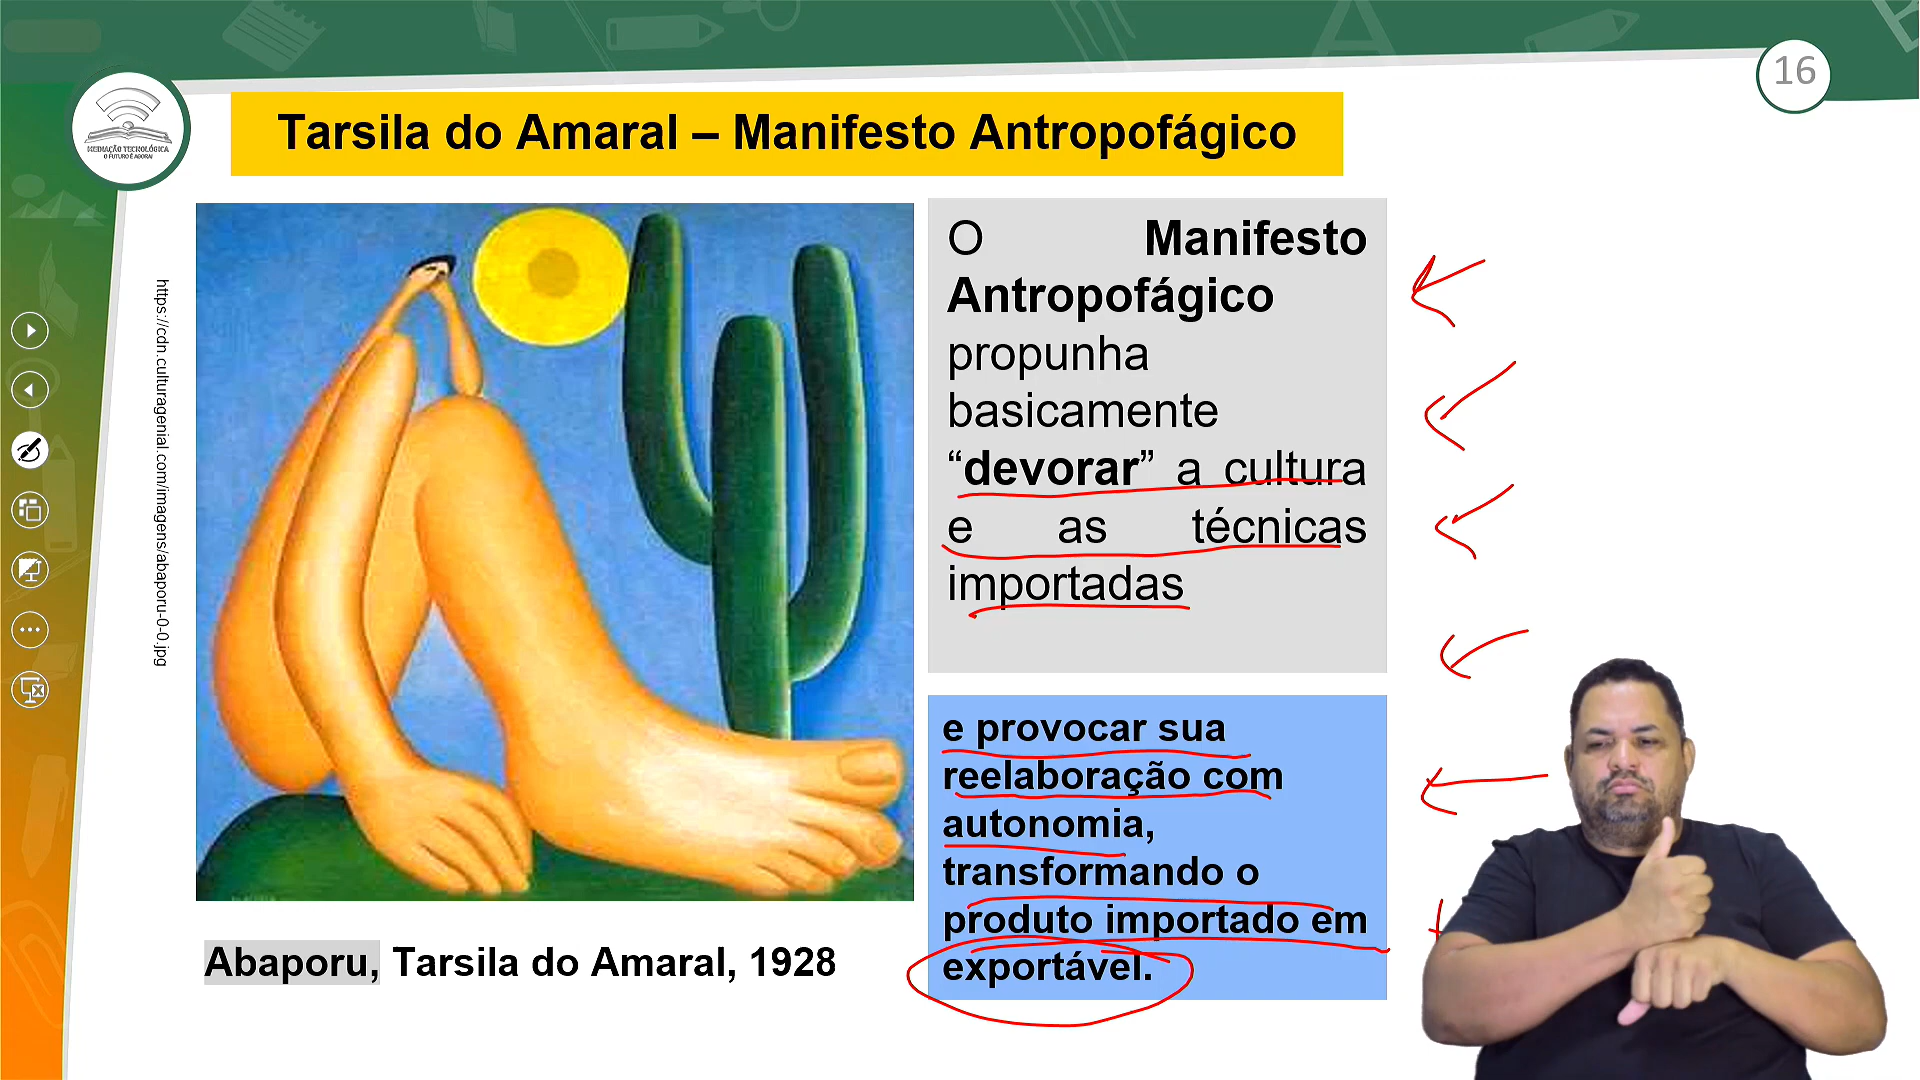 16
MEDIAÇÃO TECNOLÓGICA
O FUTURO É AGORA!
Tarsila do Amaral – Manifesto Antropofágico
https://cdn.culturagenial.com/imagens/abaporu-0-0.jpg
O Manifesto
Antropofágico
propunha
basicamente
“devorar” a cultura
e as técnicas
importadas
e provocar sua
reelaboração com
autonomia,
transformando o
produto importado em
exportável.
Abaporu, Tarsila do Amaral, 1928